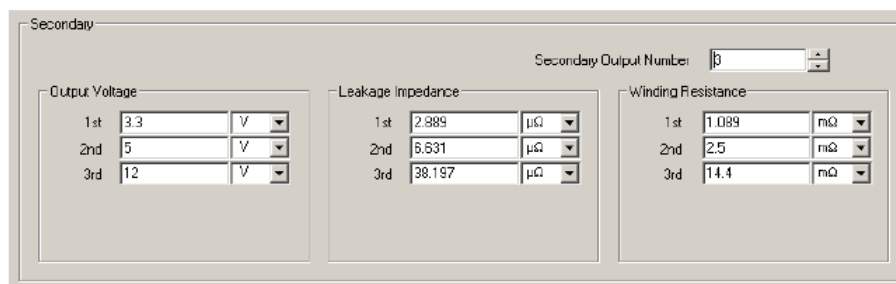 Secondary
Secondary Output Number 3
Output Voltage
1st 3.3 V
2nd 5 V
3rd 12 V
Leakage Impedance
1st 2.889 μΩ
2nd 6.631 μΩ
3rd 38.197 μΩ
Winding Resistance
1st 1.089 mΩ
2nd 2.5 mΩ
3rd 14.4 mΩ